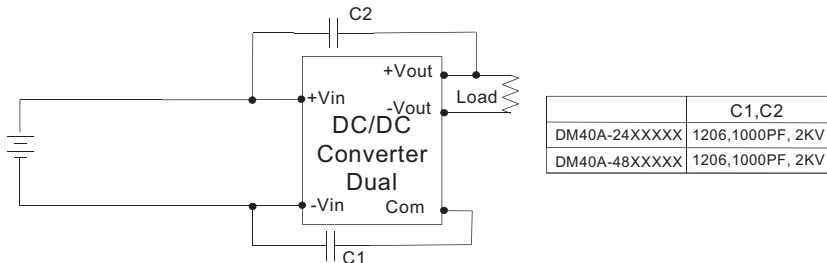 C2
+Vout
+Vin
-Vout
Load
DC/DC
Converter
Dual
-Vin
Com
C1
C1,C2
DM40A-24XXXXX 1206,1000PF, 2KV
DM40A-48XXXXX 1206,1000PF, 2KV